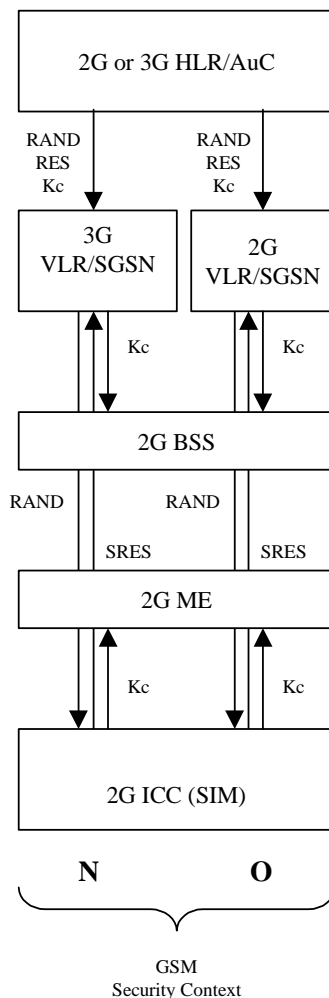 2G or 3G HLR/AuC
RAND
RES
Kc
RAND
RES
Kc
3G
VLR/SGSN
2G
VLR/SGSN
Kc
Kc
2G BSS
RAND
RAND
SRES
SRES
2G ME
Kc
Kc
2G ICC (SIM)
N
O
GSM
Security Context